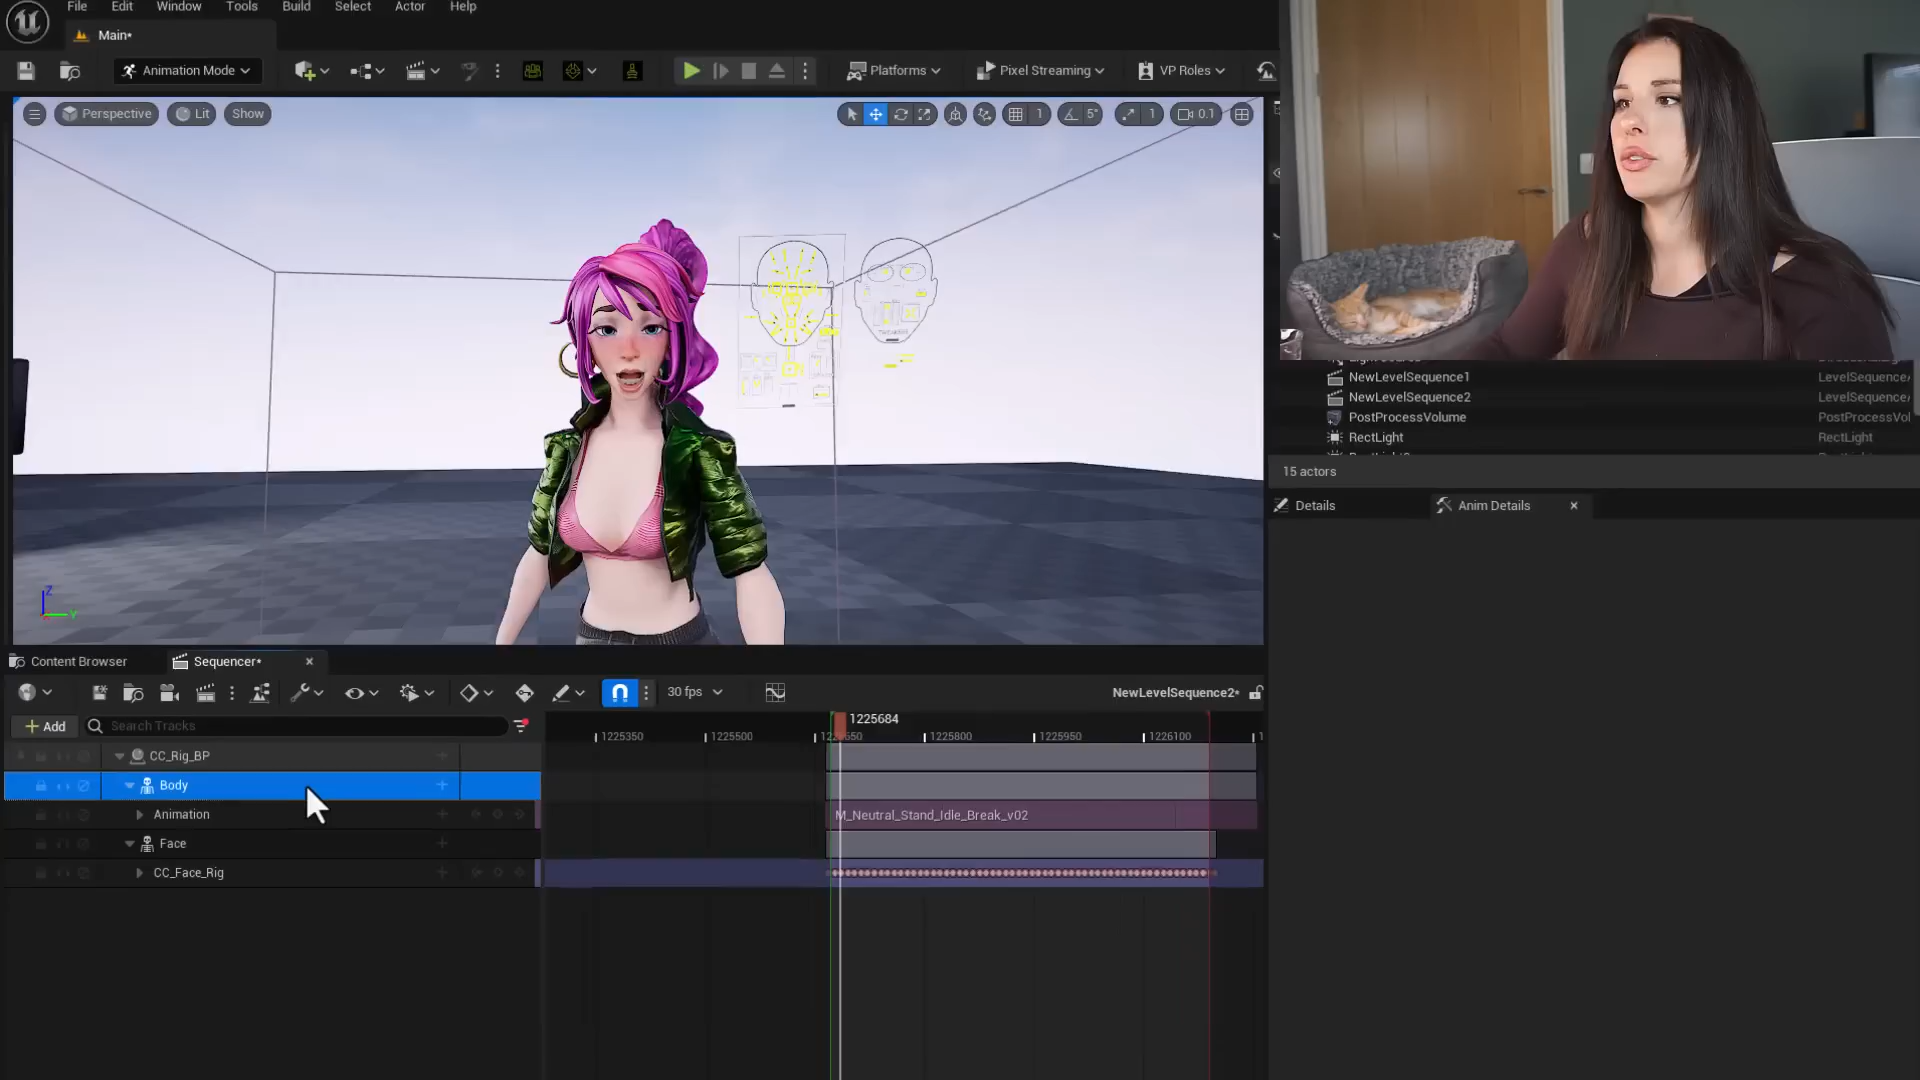 File Edit Window Tools Build Select Actor Help
Main*
Animation Mode
Platforms
Pixel Streaming
VP Roles
Perspective
Lit
Show
1
5°
1
0.1
NewLevelSequence1 LevelSequence
NewLevelSequence2 LevelSequence
PostProcessVolume PostProcessVol
RectLight RectLight
15 actors
Details
Anim Details
Z
Y
Content Browser
Sequencer*
30 fps
NewLevelSequence2*
Add
Search Tracks
1225684
1225350 1225500 1225800 1225950 1226100 1
CC_Rig_BP
Body
Animation
M_Neutral_Stand_Idle_Break_v02
Face
CC_Face_Rig